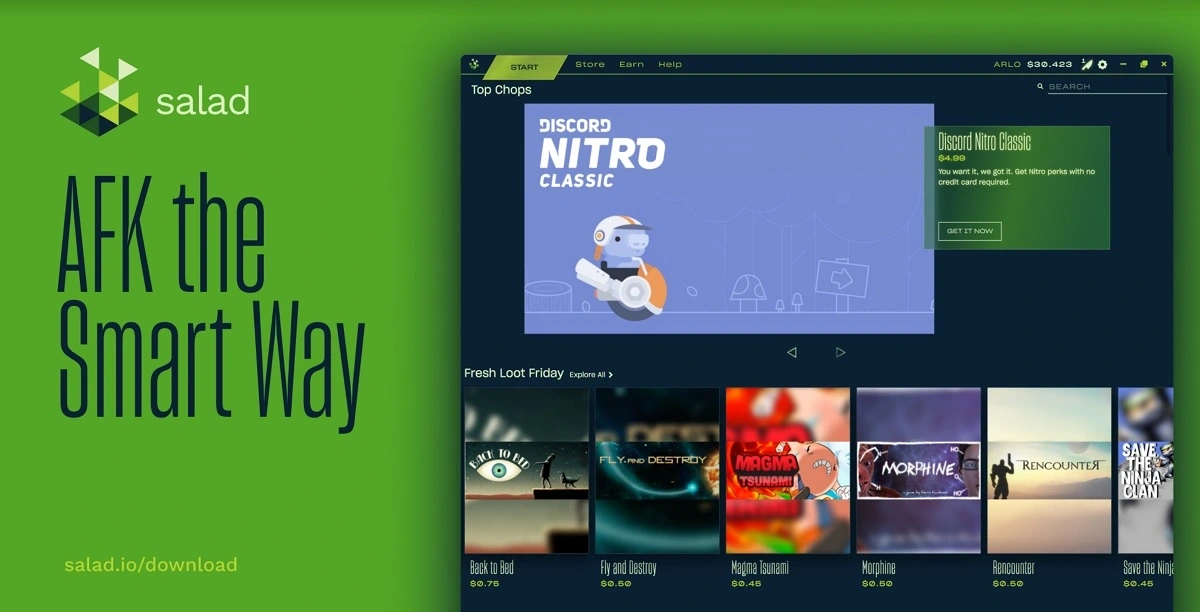 salad
AFK the
Smart Way
salad.io/download
START
Store
Earn
Help
ARLO $30.423
Top Chops
SEARCH
DISCORD
NITRO
CLASSIC
Discord Nitro Classic
$4.99
You want it, we got it. Get Nitro perks with no
credit card required.
GET IT NOW
Fresh Loot Friday
Explore All
BACK TO BED
FLY AND DESTROY
MAGMA
TSUNAMI
MORPHINE
RENCOUNTER
SAVE
THE
NINJA
CLAN
Back to Bed
$0.75
Fly and Destroy
$0.50
Magma Tsunami
$0.45
Morphine
$0.50
Rencounter
$0.50
Save the Ninj
$0.45